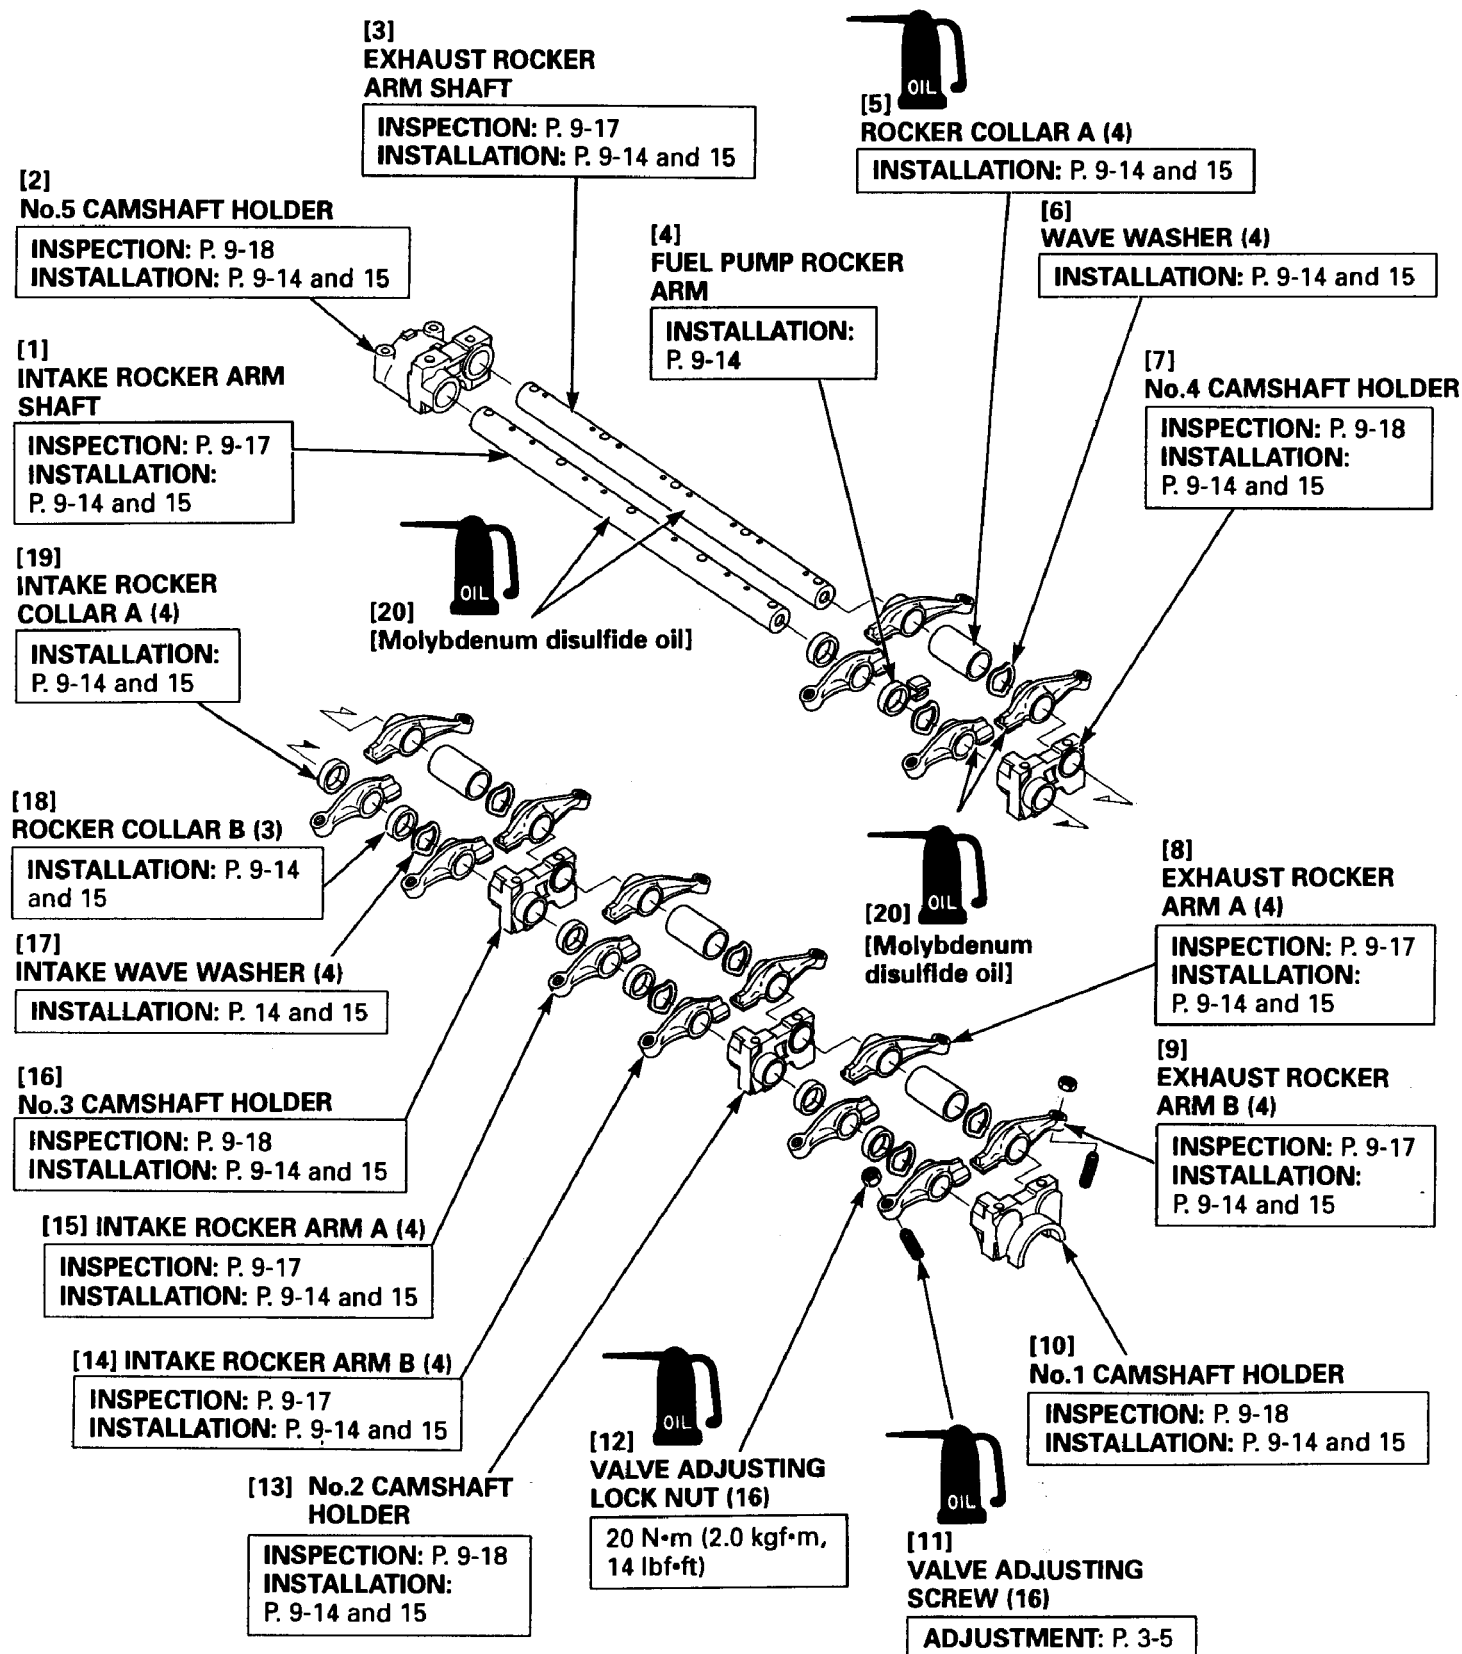 [3]
EXHAUST ROCKER
ARM SHAFT
INSPECTION: P. 9-17
INSTALLATION: P. 9-14 and 15
OIL
[5]
ROCKER COLLAR A (4)
INSTALLATION: P. 9-14 and 15
[2]
No.5 CAMSHAFT HOLDER
INSPECTION: P. 9-18
INSTALLATION: P. 9-14 and 15
[4]
FUEL PUMP ROCKER
ARM
INSTALLATION:
P. 9-14
[6]
WAVE WASHER (4)
INSTALLATION: P. 9-14 and 15
[1]
INTAKE ROCKER ARM
SHAFT
INSPECTION: P. 9-17
INSTALLATION:
P. 9-14 and 15
[7]
No.4 CAMSHAFT HOLDER
INSPECTION: P. 9-18
INSTALLATION:
P. 9-14 and 15
[19]
INTAKE ROCKER
COLLAR A (4)
INSTALLATION:
P. 9-14 and 15
OIL
[20]
[Molybdenum disulfide oil]
[18]
ROCKER COLLAR B (3)
INSTALLATION: P. 9-14
and 15
[17]
INTAKE WAVE WASHER (4)
INSTALLATION: P. 14 and 15
OIL
[20]
[Molybdenum
disulfide oil]
[8]
EXHAUST ROCKER
ARM A (4)
INSPECTION: P. 9-17
INSTALLATION:
P. 9-14 and 15
[9]
EXHAUST ROCKER
ARM B (4)
INSPECTION: P. 9-17
INSTALLATION:
P. 9-14 and 15
[16]
No.3 CAMSHAFT HOLDER
INSPECTION: P. 9-18
INSTALLATION: P. 9-14 and 15
[15] INTAKE ROCKER ARM A (4)
INSPECTION: P. 9-17
INSTALLATION: P. 9-14 and 15
[14] INTAKE ROCKER ARM B (4)
INSPECTION: P. 9-17
INSTALLATION: P. 9-14 and 15
[13] No.2 CAMSHAFT
HOLDER
INSPECTION: P. 9-18
INSTALLATION:
P. 9-14 and 15
OIL
[12]
VALVE ADJUSTING
LOCK NUT (16)
20 N•m (2.0 kgf•m,
14 lbf•ft)
[10]
No.1 CAMSHAFT HOLDER
INSPECTION: P. 9-18
INSTALLATION: P. 9-14 and 15
OIL
[11]
VALVE ADJUSTING
SCREW (16)
ADJUSTMENT: P. 3-5